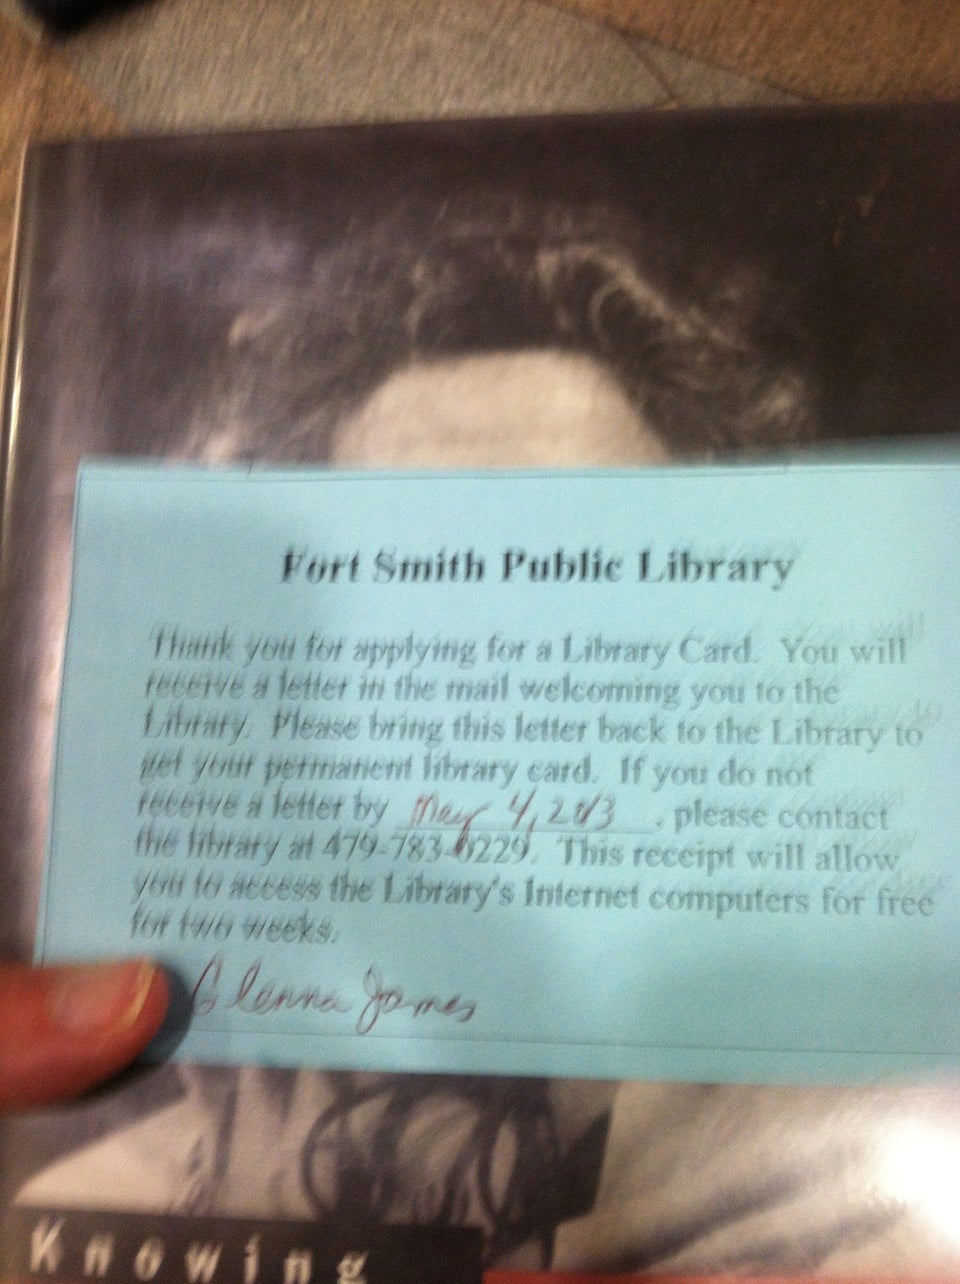 Fort Smith Public Library
Thank you for applying for a Library Card. You will
receive a letter in the mail welcoming you to the
Library. Please bring this letter back to the Library to
get your permanent library card. If you do not
receive a letter by May 4, 2013, please contact
the library at 479-783-0229. This receipt will allow
you to access the Library's Internet computers for free
for two weeks.
Glenna James
Knowing